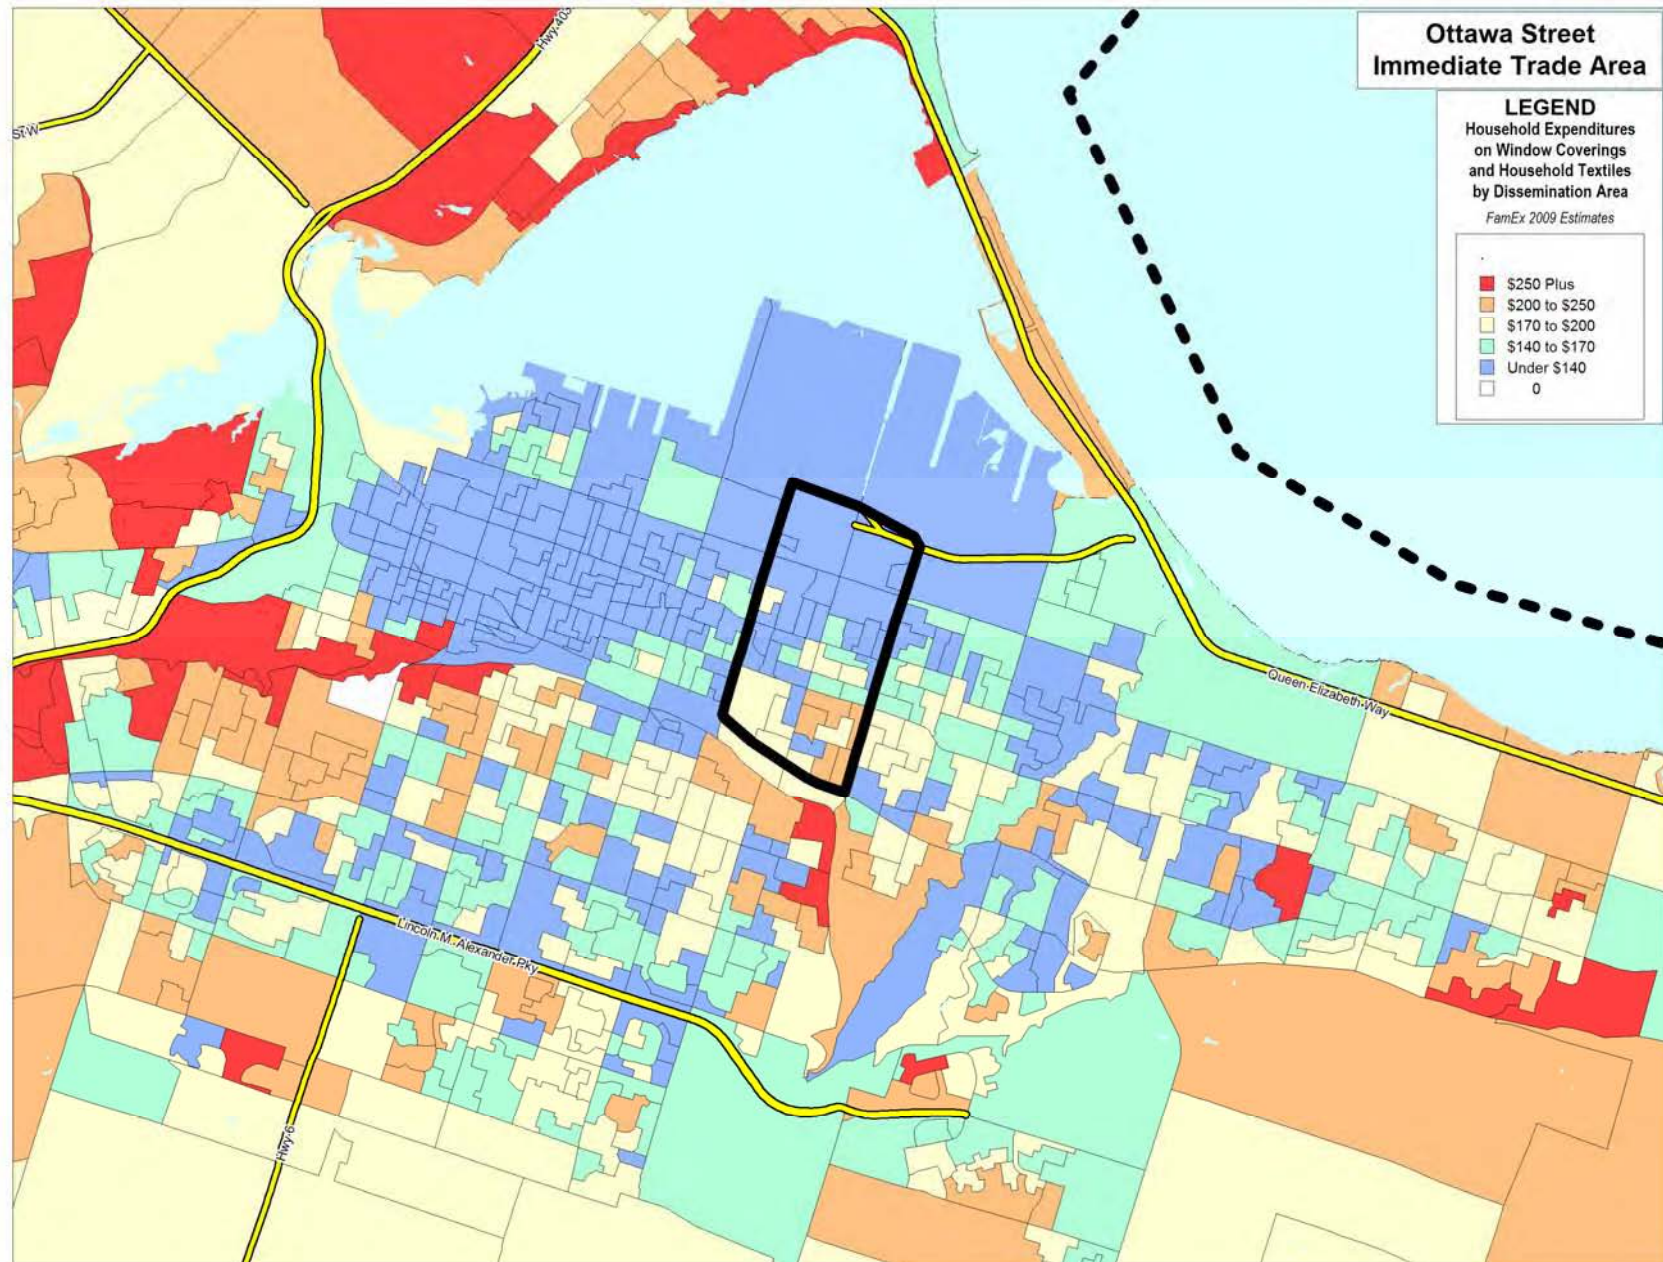 Ottawa Street
Immediate Trade Area
LEGEND
Household Expenditures
on Window Coverings
and Household Textiles
by Dissemination Area
FamEx 2009 Estimates
$250 Plus
$200 to $250
$170 to $200
$140 to $170
Under $140
0
Hwy 403
St W
Queen Elizabeth Way
Lincoln M. Alexander Pky
Hwy 6